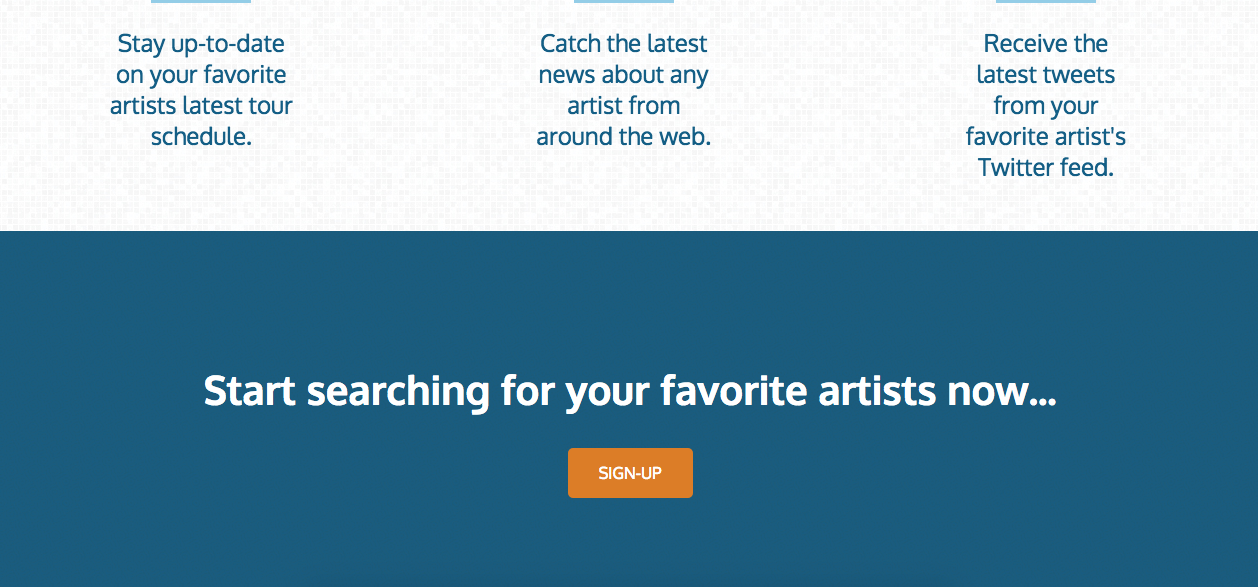 Stay up-to-date
on your favorite
artists latest tour
schedule.
Catch the latest
news about any
artist from
around the web.
Receive the
latest tweets
from your
favorite artist's
Twitter feed.
Start searching for your favorite artists now...
SIGN-UP